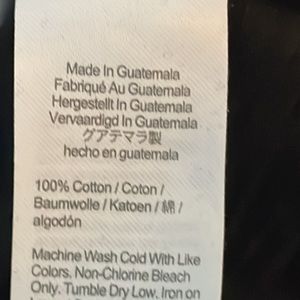 Made In Guatemala
Fabriqué Au Guatemala
Hergestellt In Guatemala
Vervaardigd In Guatemala
グアテマラ製
hecho en guatemala
100% Cotton / Coton /
Baumwolle / Katoen / 綿 /
algodón
Machine Wash Cold With Like
Colors. Non-Chlorine Bleach
Only. Tumble Dry Low. Iron on